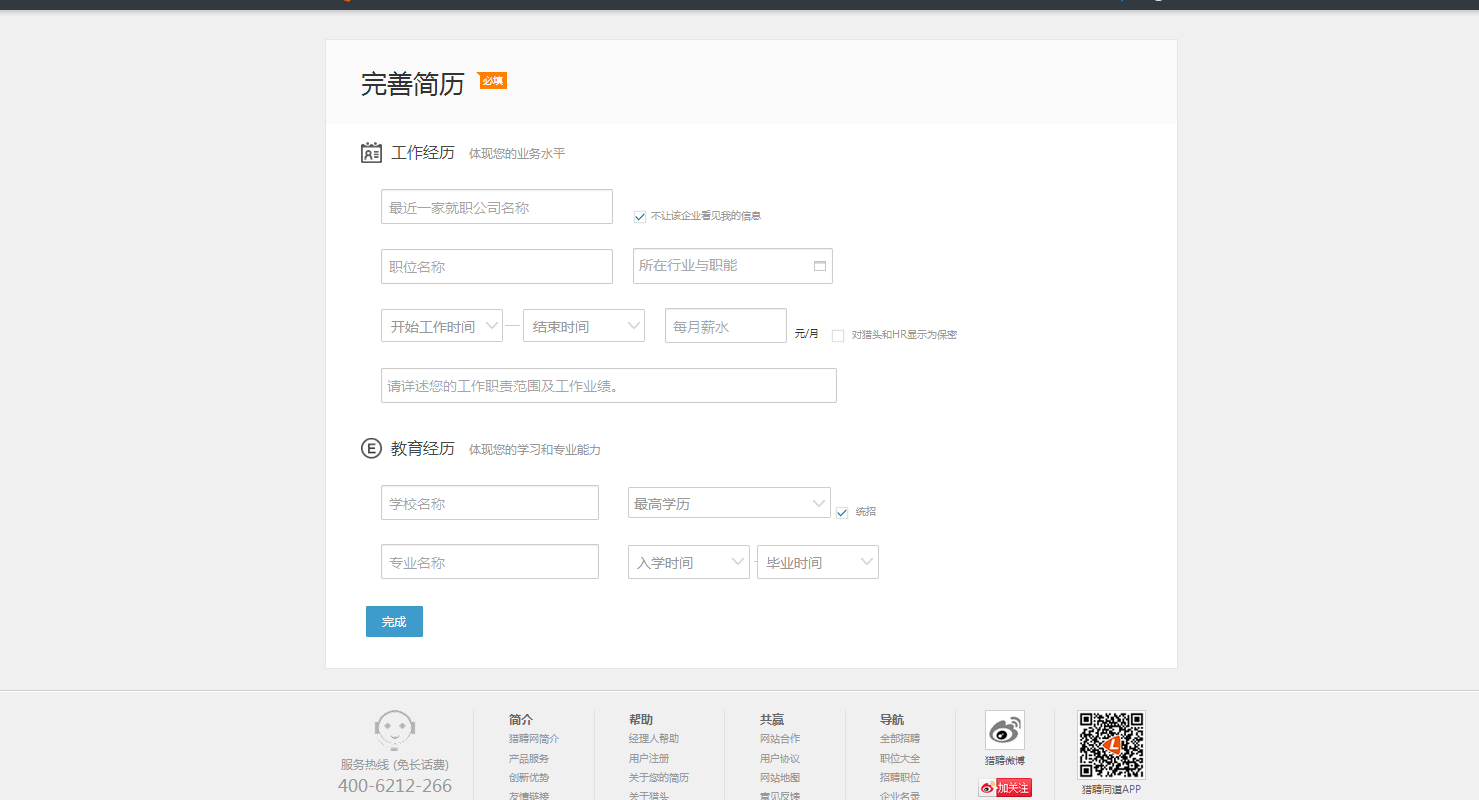 完善简历 必填
工作经历 体现您的业务水平
最近一家就职公司名称 不让该企业看见我的信息
职位名称 所在行业与职能
开始工作时间 — 结束时间 每月薪水 元/月 对猎头和HR显示为保密
请详述您的工作职责范围及工作业绩。
E 教育经历 体现您的学习和专业能力
学校名称 最高学历 统招
专业名称 入学时间 - 毕业时间
完成
服务热线 (免长话费)
400-6212-266
简介
猎聘网简介
产品服务
创新优势
友情链接
帮助
经理人帮助
用户注册
关于您的简历
关于猎头
共赢
网站合作
用户协议
网站地图
意见反馈
导航
全部招聘
职位大全
招聘职位
企业名录
猎聘微博
加关注
猎聘同道APP